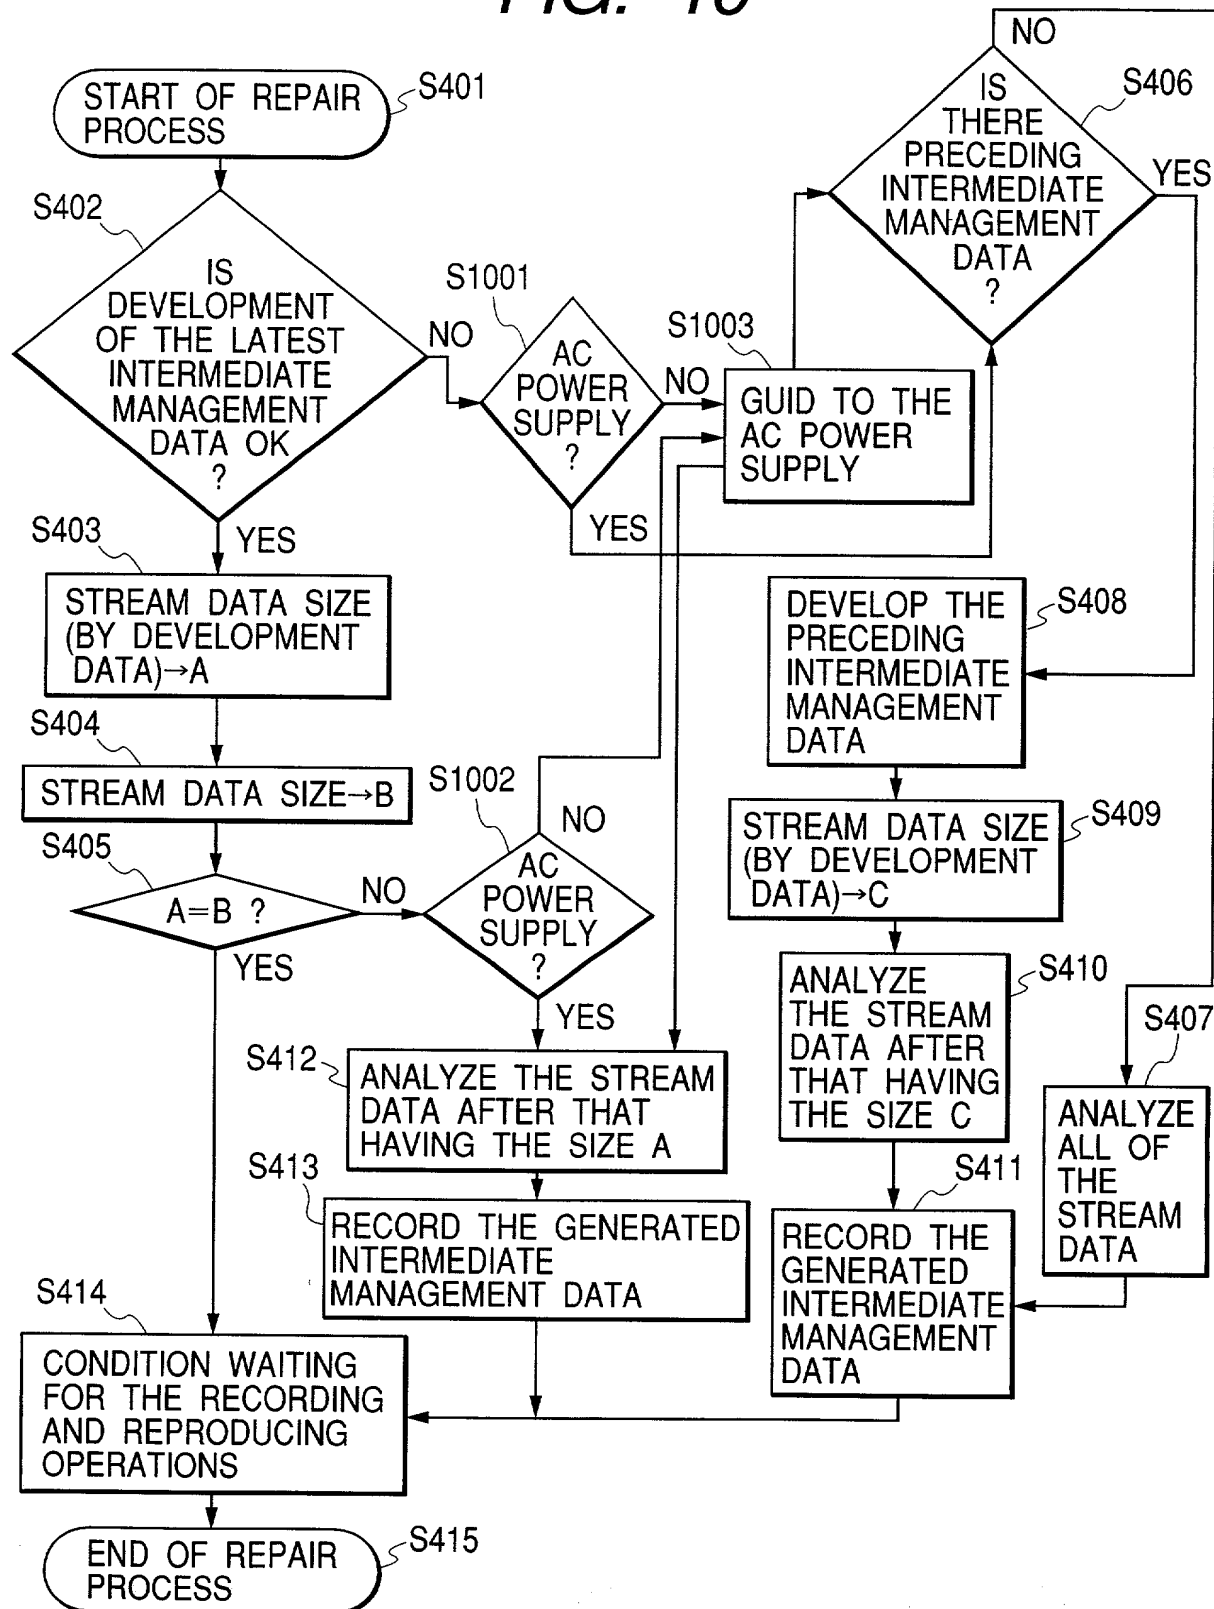 FIG. 10
START OF REPAIR
PROCESS
S401
S402
IS
DEVELOPMENT
OF THE LATEST
INTERMEDIATE
MANAGEMENT
DATA OK
?
NO
YES
S1001
AC
POWER
SUPPLY
?
NO
YES
S1003
GUID TO THE
AC POWER
SUPPLY
NO
S406
IS
THERE
PRECEDING
INTERMEDIATE
MANAGEMENT
DATA
?
YES
S403
STREAM DATA SIZE
(BY DEVELOPMENT
DATA)→A
S404
STREAM DATA SIZE→B
S405
A=B ?
NO
YES
S1002
NO
AC
POWER
SUPPLY
?
YES
S408
DEVELOP THE
PRECEDING
INTERMEDIATE
MANAGEMENT
DATA
S409
STREAM DATA SIZE
(BY DEVELOPMENT
DATA)→C
S410
ANALYZE
THE STREAM
DATA AFTER
THAT HAVING
THE SIZE C
S407
ANALYZE
ALL OF
THE
STREAM
DATA
S412
ANALYZE THE STREAM
DATA AFTER THAT
HAVING THE SIZE A
S413
RECORD THE GENERATED
INTERMEDIATE
MANAGEMENT DATA
S411
RECORD THE
GENERATED
INTERMEDIATE
MANAGEMENT
DATA
S414
CONDITION WAITING
FOR THE RECORDING
AND REPRODUCING
OPERATIONS
END OF REPAIR
PROCESS
S415